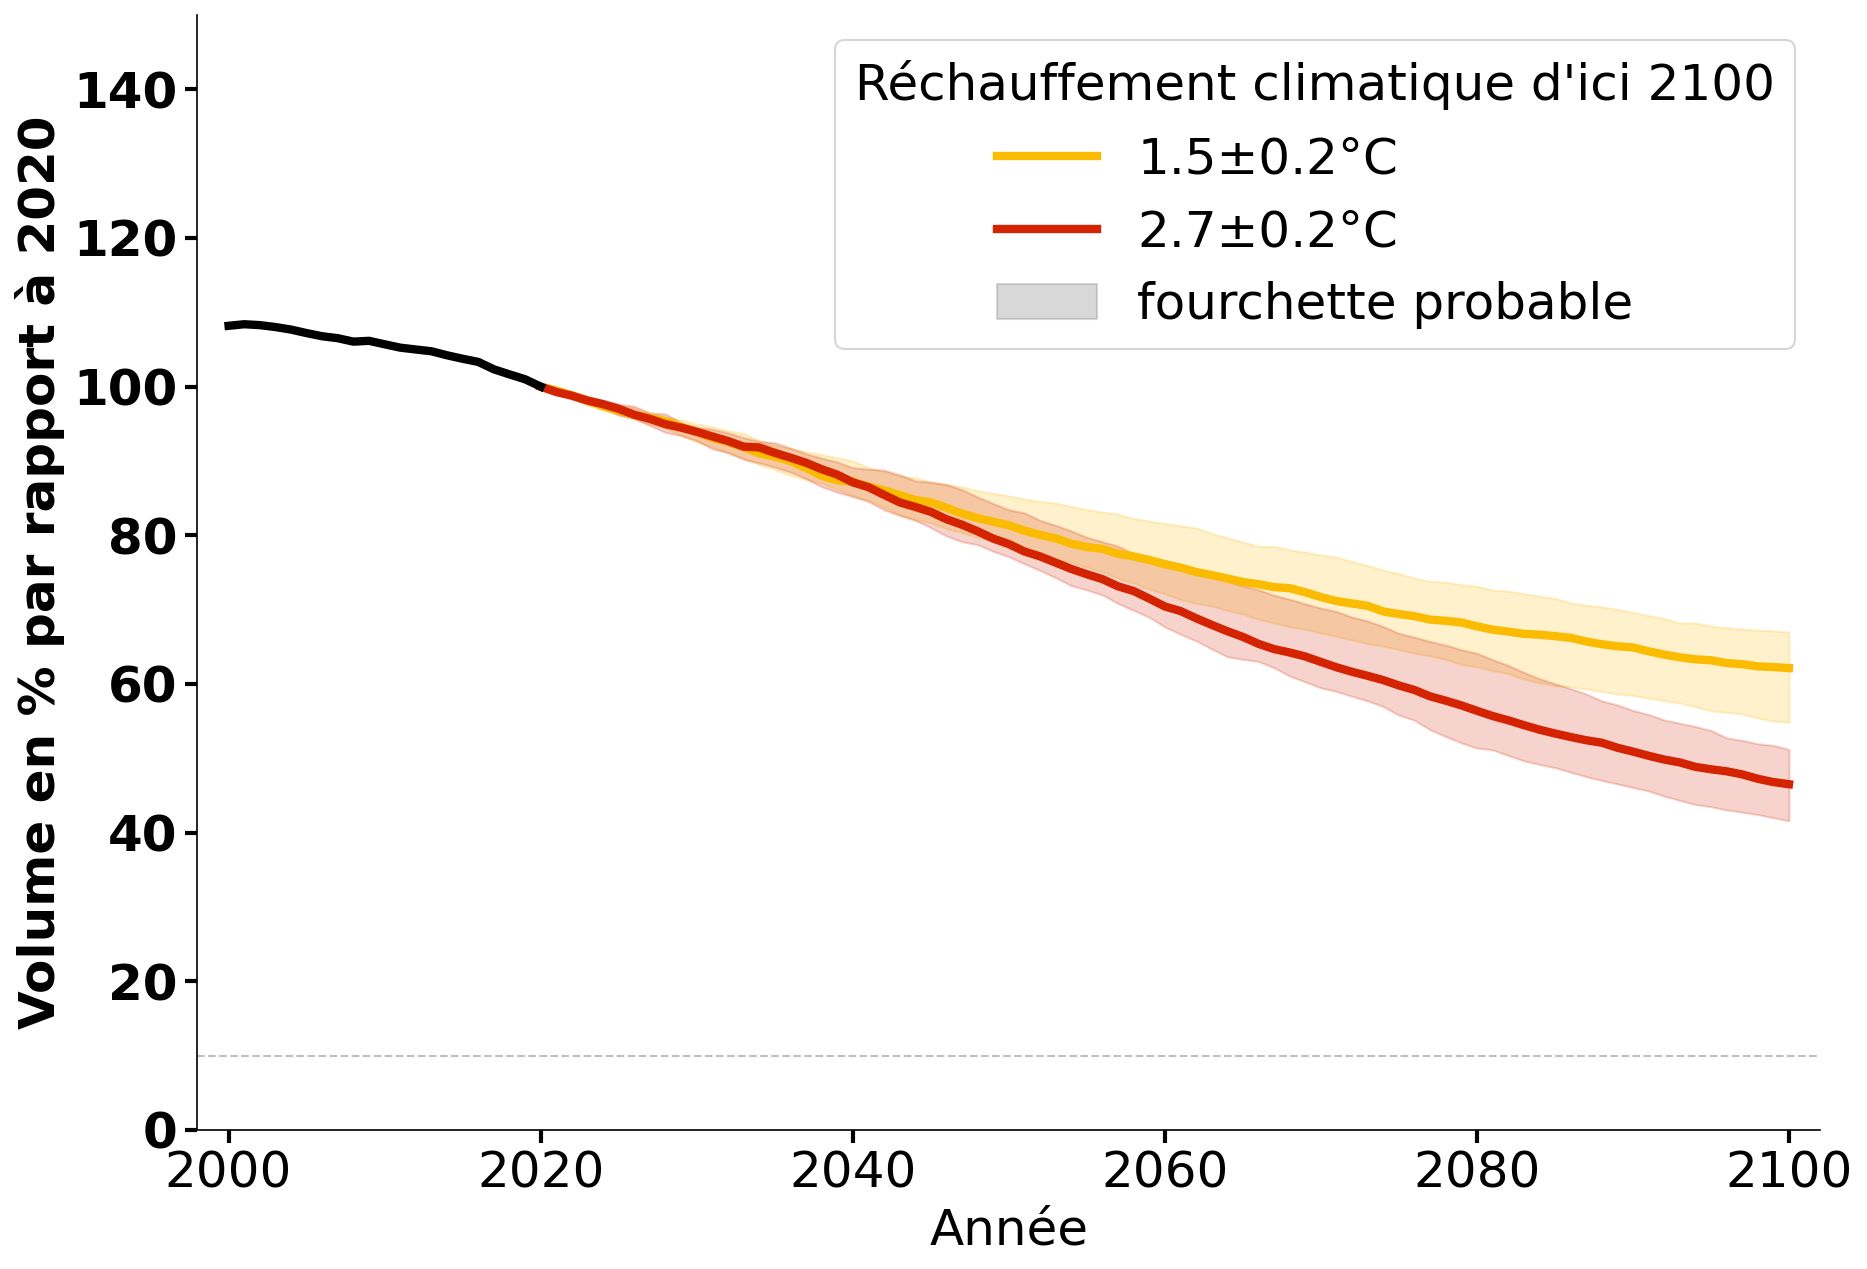 Réchauffement climatique d'ici 2100
1.5±0.2°C
2.7±0.2°C
fourchette probable
Volume en % par rapport à 2020
140
120
100
80
60
40
20
0
2000 2020 2040 2060 2080 2100
Année